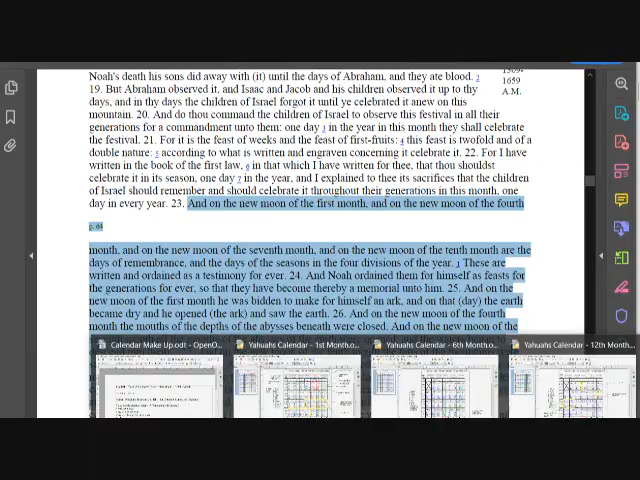 1309-
Noah's death his sons did away with (it) until the days of Abraham, and they ate blood. 2
1659
19. But Abraham observed it, and Isaac and Jacob and his children observed it up to thy
A.M.
days, and in thy days the children of Israel forgot it until ye celebrated it anew on this
mountain. 20. And do thou command the children of Israel to observe this festival in all their
generations for a commandment unto them: one day 3 in the year in this month they shall celebrate
the festival. 21. For it is the feast of weeks and the feast of first-fruits: 4 this feast is twofold and of a
double nature: 5 according to what is written and engraven concerning it celebrate it. 22. For I have
written in the book of the first law, 6 in that which I have written for thee, that thou shouldst
celebrate it in its season, one day 7 in the year, and I explained to thee its sacrifices that the children
of Israel should remember and should celebrate it throughout their generations in this month, one
day in every year. 23. And on the new moon of the first month, and on the new moon of the fourth
p. 64
month, and on the new moon of the seventh month, and on the new moon of the tenth month are the
days of remembrance, and the days of the seasons in the four divisions of the year. 1 These are
written and ordained as a testimony for ever. 24. And Noah ordained them for himself as feasts for
the generations for ever, so that they have become thereby a memorial unto him. 25. And on the
new moon of the first month he was bidden to make for himself an ark, and on that (day) the earth
became dry and he opened (the ark) and saw the earth. 26. And on the new moon of the fourth
month the mouths of the depths of the abysses beneath were closed. And on the new moon of the
Calendar Make Up.odt - OpenO...
Yahuahs Calendar - 1st Month...
Yahuahs Calendar - 6th Month...
Yahuahs Calendar - 12th Month...